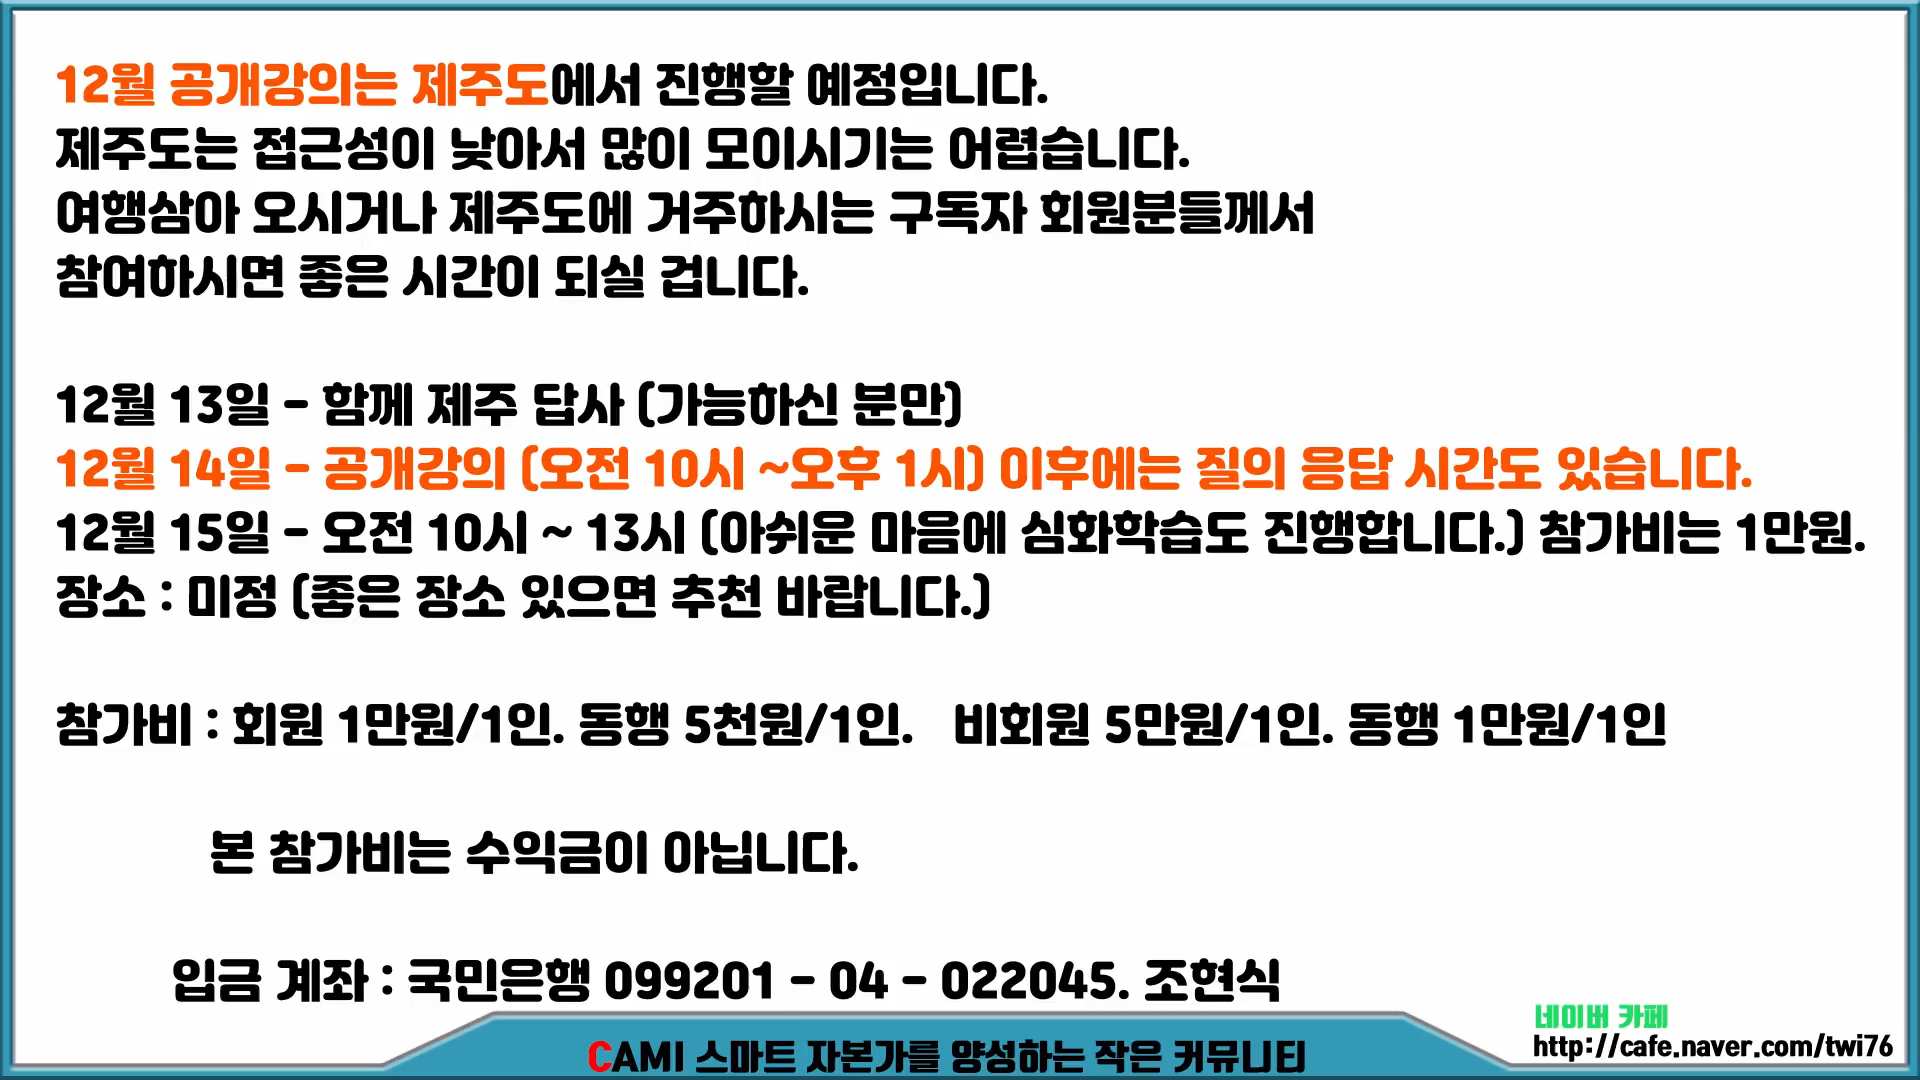 12월 공개강의는 제주도에서 진행할 예정입니다.
제주도는 접근성이 낮아서 많이 모이시기는 어렵습니다.
여행삼아 오시거나 제주도에 거주하시는 구독자 회원분들께서
참여하시면 좋은 시간이 되실 겁니다.
12월 13일 - 함께 제주 답사 (가능하신 분만)
12월 14일 - 공개강의 (오전 10시 ~오후 1시) 이후에는 질의 응답 시간도 있습니다.
12월 15일 - 오전 10시 ~ 13시 (아쉬운 마음에 심화학습도 진행합니다.) 참가비는 1만원.
장소 : 미정 (좋은 장소 있으면 추천 바랍니다.)
참가비 : 회원 1만원/1인. 동행 5천원/1인.   비회원 5만원/1인. 동행 1만원/1인
본 참가비는 수익금이 아닙니다.
입금 계좌 : 국민은행 099201 - 04 - 022045. 조현식
네이버 카페
http://cafe.naver.com/twi76
CAMI 스마트 자본가를 양성하는 작은 커뮤니티